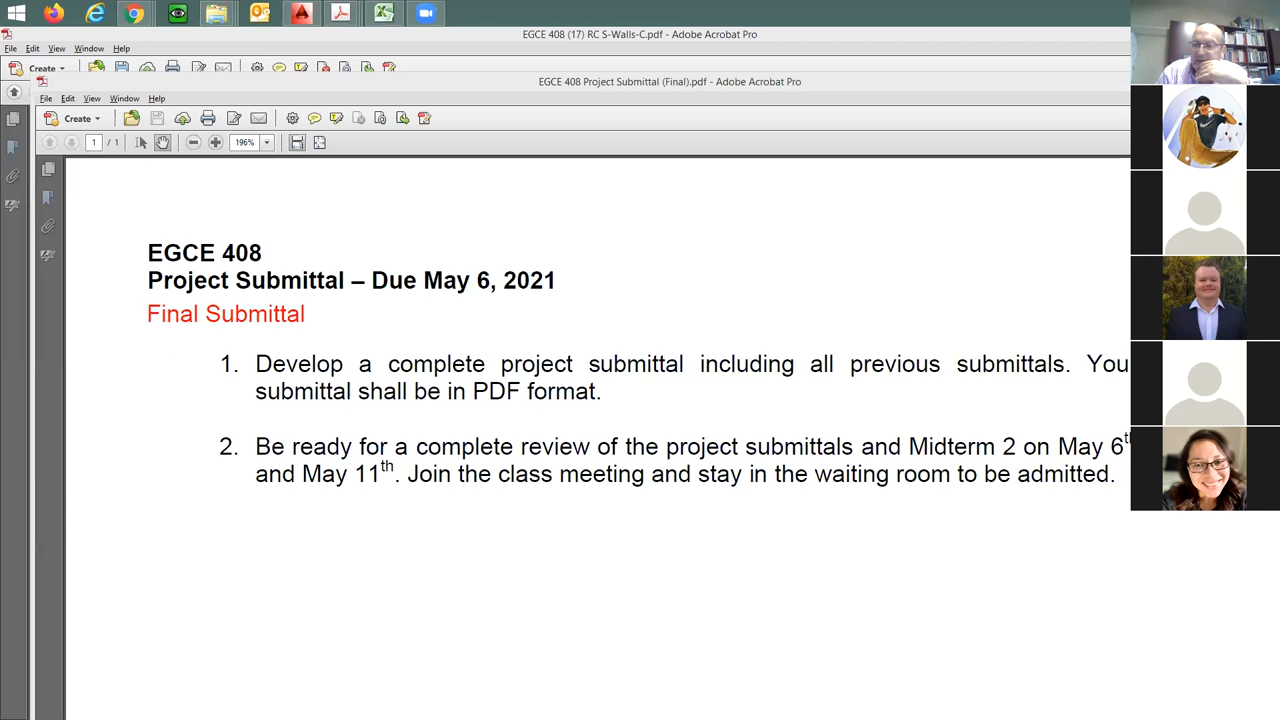 EGCE 408 (17) RC S-Walls-C.pdf - Adobe Acrobat Pro
File Edit View Window Help
Create
EGCE 408 Project Submittal (Final).pdf - Adobe Acrobat Pro
File Edit View Window Help
Create
1 / 1 196%
EGCE 408
Project Submittal – Due May 6, 2021
Final Submittal
1. Develop a complete project submittal including all previous submittals. You
submittal shall be in PDF format.
2. Be ready for a complete review of the project submittals and Midterm 2 on May 6th
and May 11th. Join the class meeting and stay in the waiting room to be admitted.